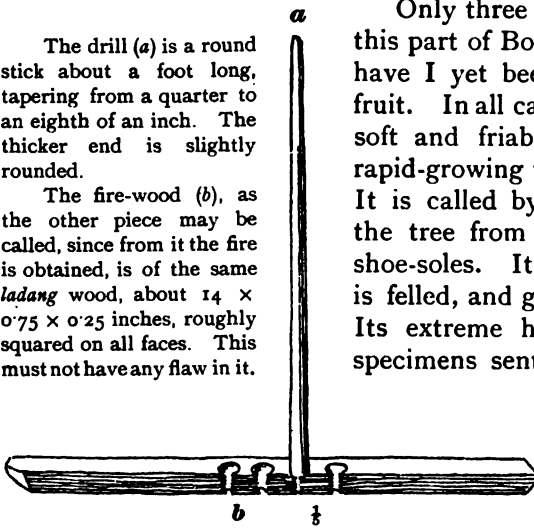 a
The drill (a) is a round
stick about a foot long,
tapering from a quarter to
an eighth of an inch. The
thicker end is slightly
rounded.
The fire-wood (b), as
the other piece may be
called, since from it the fire
is obtained, is of the same
ladang wood, about 14 ×
0·75 × 0·25 inches, roughly
squared on all faces. This
must not have any flaw in it.
Only three
this part of Bo
have I yet bee
fruit. In all ca
soft and friab
rapid-growing
It is called by
the tree from
shoe-soles. It
is felled, and g
Its extreme h
specimens sent
b